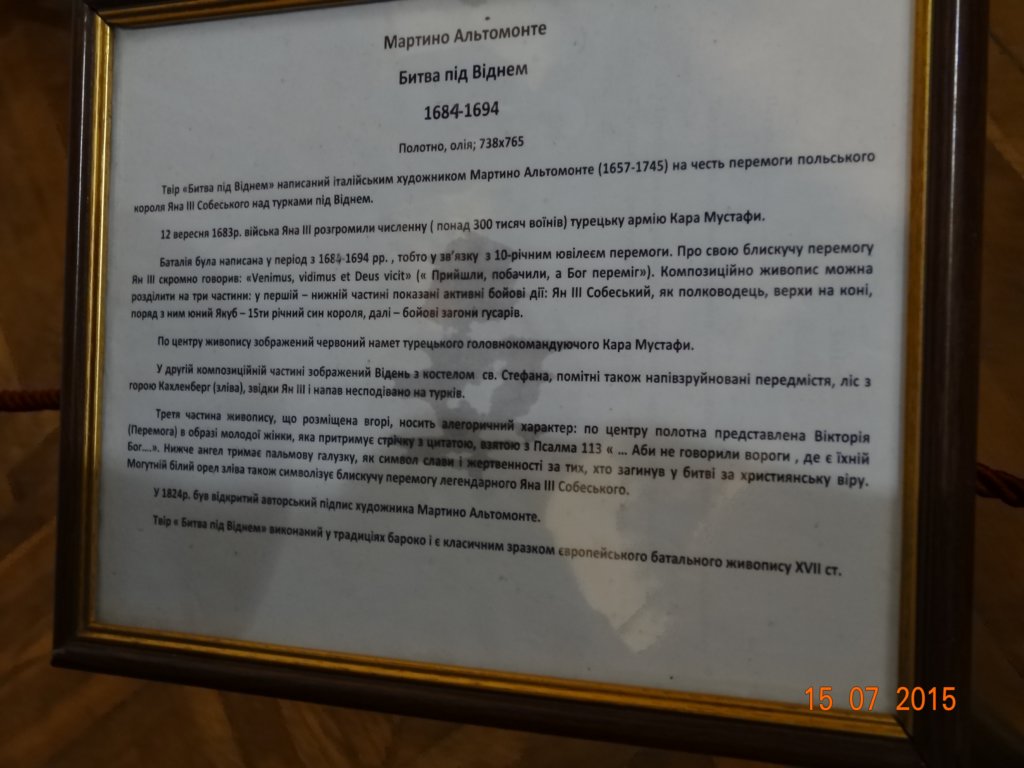 Мартино Альтомонте
Битва під Віднем
1684-1694
Полотно, олія; 738х765
Твір «Битва під Віднем» написаний італійським художником Мартино Альтомонте (1657-1745) на честь перемоги польського
короля Яна III Собеського над турками під Віднем.
12 вересня 1683р. війська Яна III розгромили численну ( понад 300 тисяч воїнів) турецьку армію Кара Мустафи.
Баталія була написана у період з 1684-1694 рр. , тобто у зв'язку з 10-річним ювілеєм перемоги. Про свою блискучу перемогу
Ян III скромно говорив: «Venimus, vidimus et Deus vicit» (« Прийшли, побачили, а Бог переміг»). Композиційно живопис можна
розділити на три частини: у першій – нижній частині показані активні бойові дії: Ян III Собеський, як полководець, верхи на коні,
поряд з ним юний Якуб – 15ти річний син короля, далі – бойові загони гусарів.
По центру живопису зображений червоний намет турецького головнокомандуючого Кара Мустафи.
У другій композиційній частині зображений Відень з костелом св. Стефана, помітні також напівзруйновані передмістя, ліс з
горою Кахленберг (зліва), звідки Ян III і напав несподівано на турків.
Третя частина живопису, що розміщена вгорі, носить алегоричний характер: по центру полотна представлена Вікторія
(Перемога) в образі молодої жінки, яка притримує стрічку з цитатою, взятою з Псалма 113 « ... Аби не говорили вороги , де є їхній
Бог....». Нижче ангел тримає пальмову галузку, як символ слави і жертвенності за тих, хто загинув у битві за християнську віру.
Могутній білий орел зліва також символізує блискучу перемогу легендарного Яна III Собеського.
У 1824р. був відкритий авторський підпис художника Мартино Альтомонте.
Твір « Битва під Віднем» виконаний у традиціях бароко і є класичним зразком європейського батального живопису XVII ст.
15 07 2015